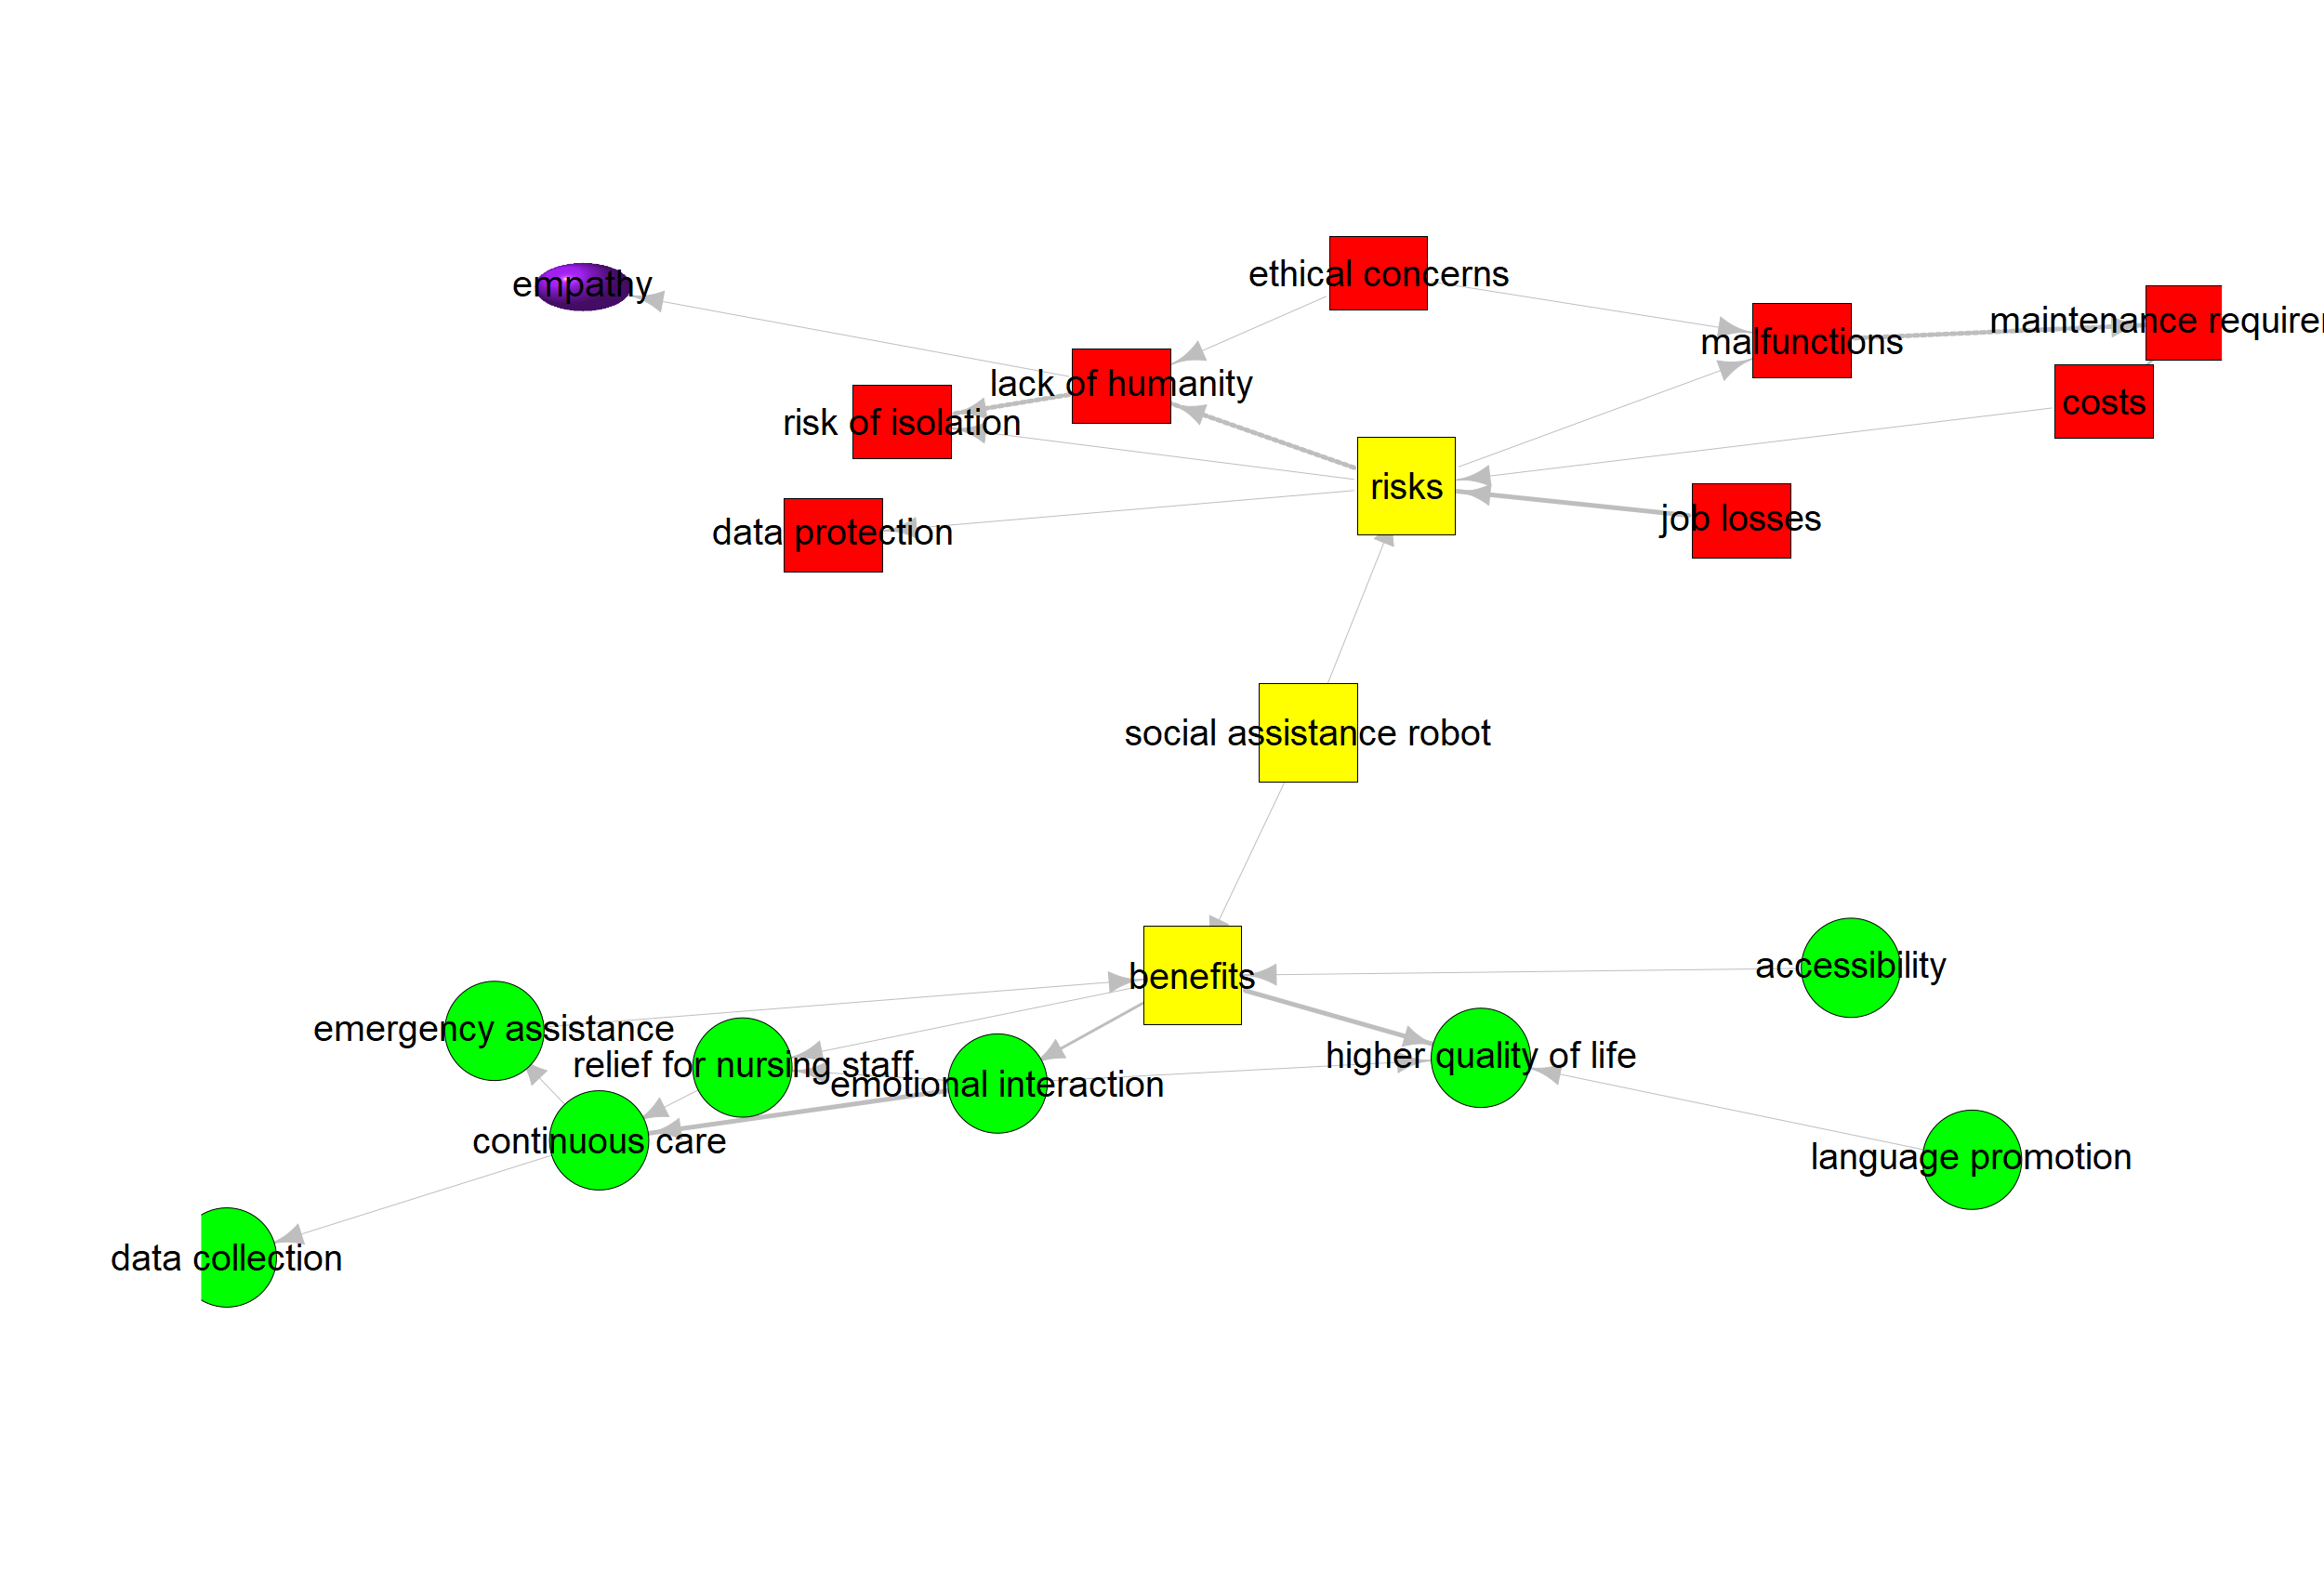 ethical concerns
empathy
maintenance requirem
malfunctions
lack of humanity
costs
risk of isolation
risks
job losses
data protection
social assistance robot
accessibility
benefits
emergency assistance
higher quality of life
relief for nursing staff
emotional interaction
continuous care
language promotion
data collection